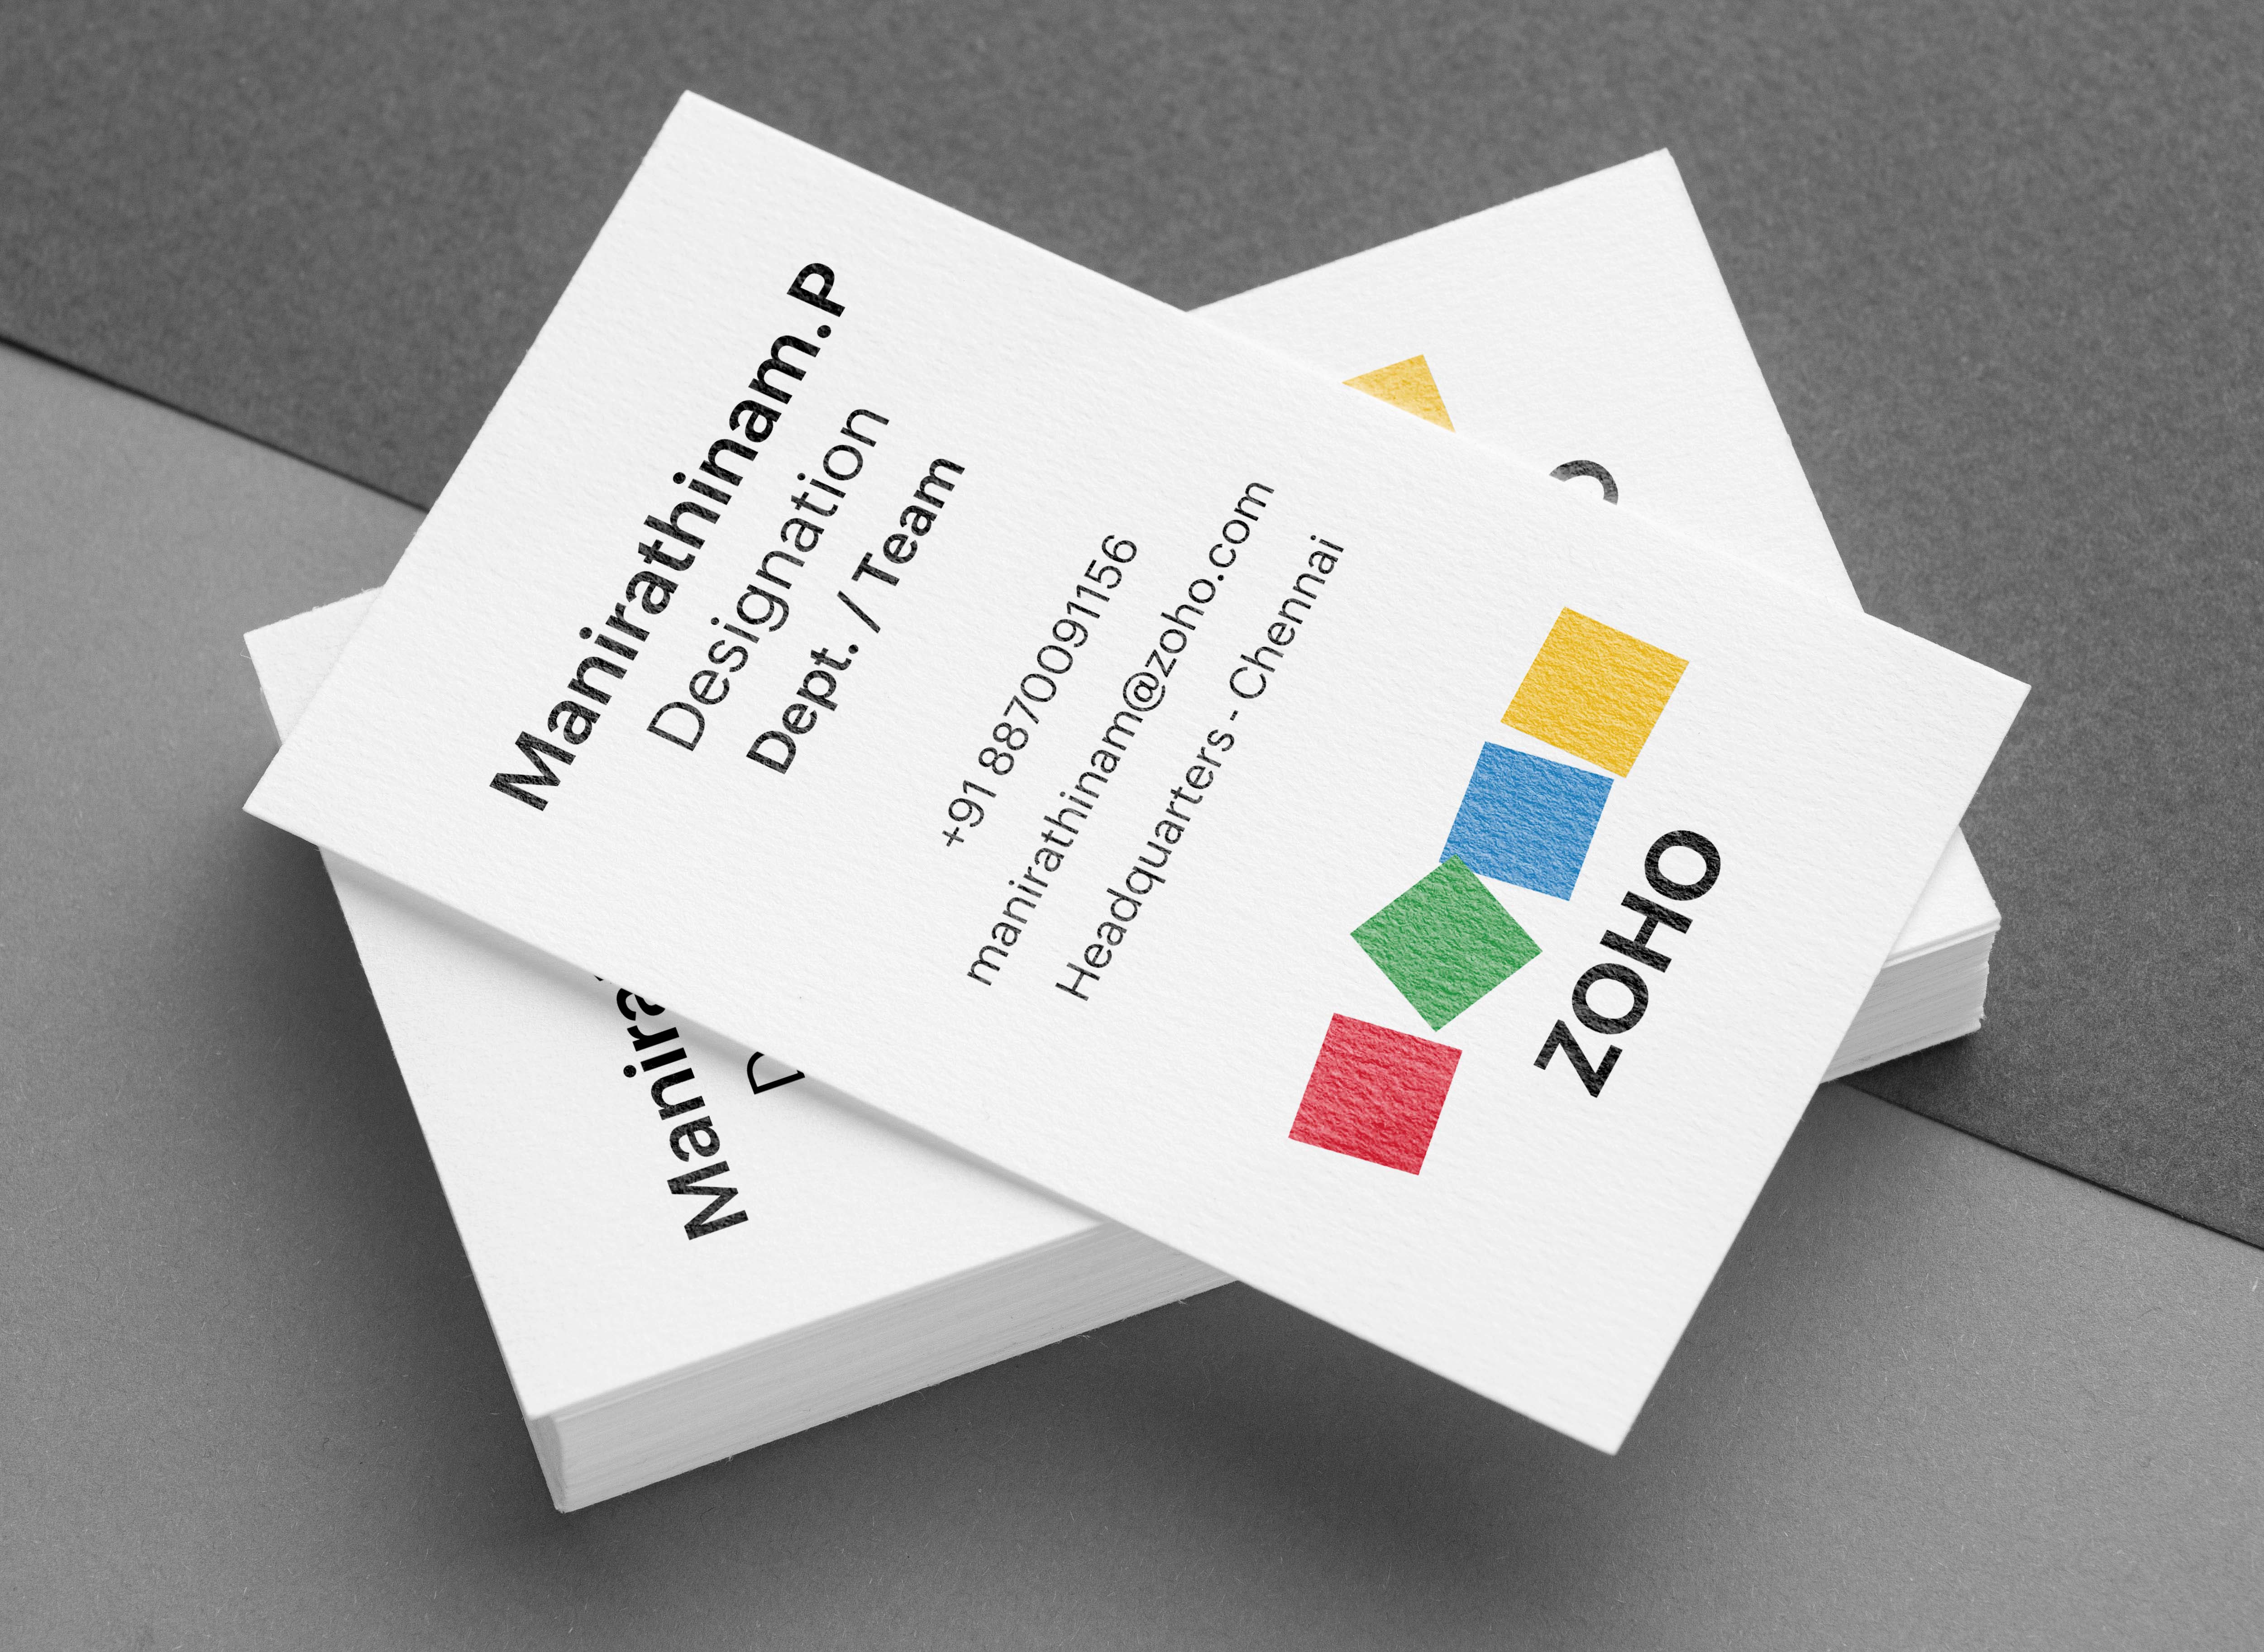 Manirathinam.P
Designation
Dept. / Team
+91 8870091156
manirathinam@zoho.com
Headquarters - Chennai
ZOHO
Manira
D
O